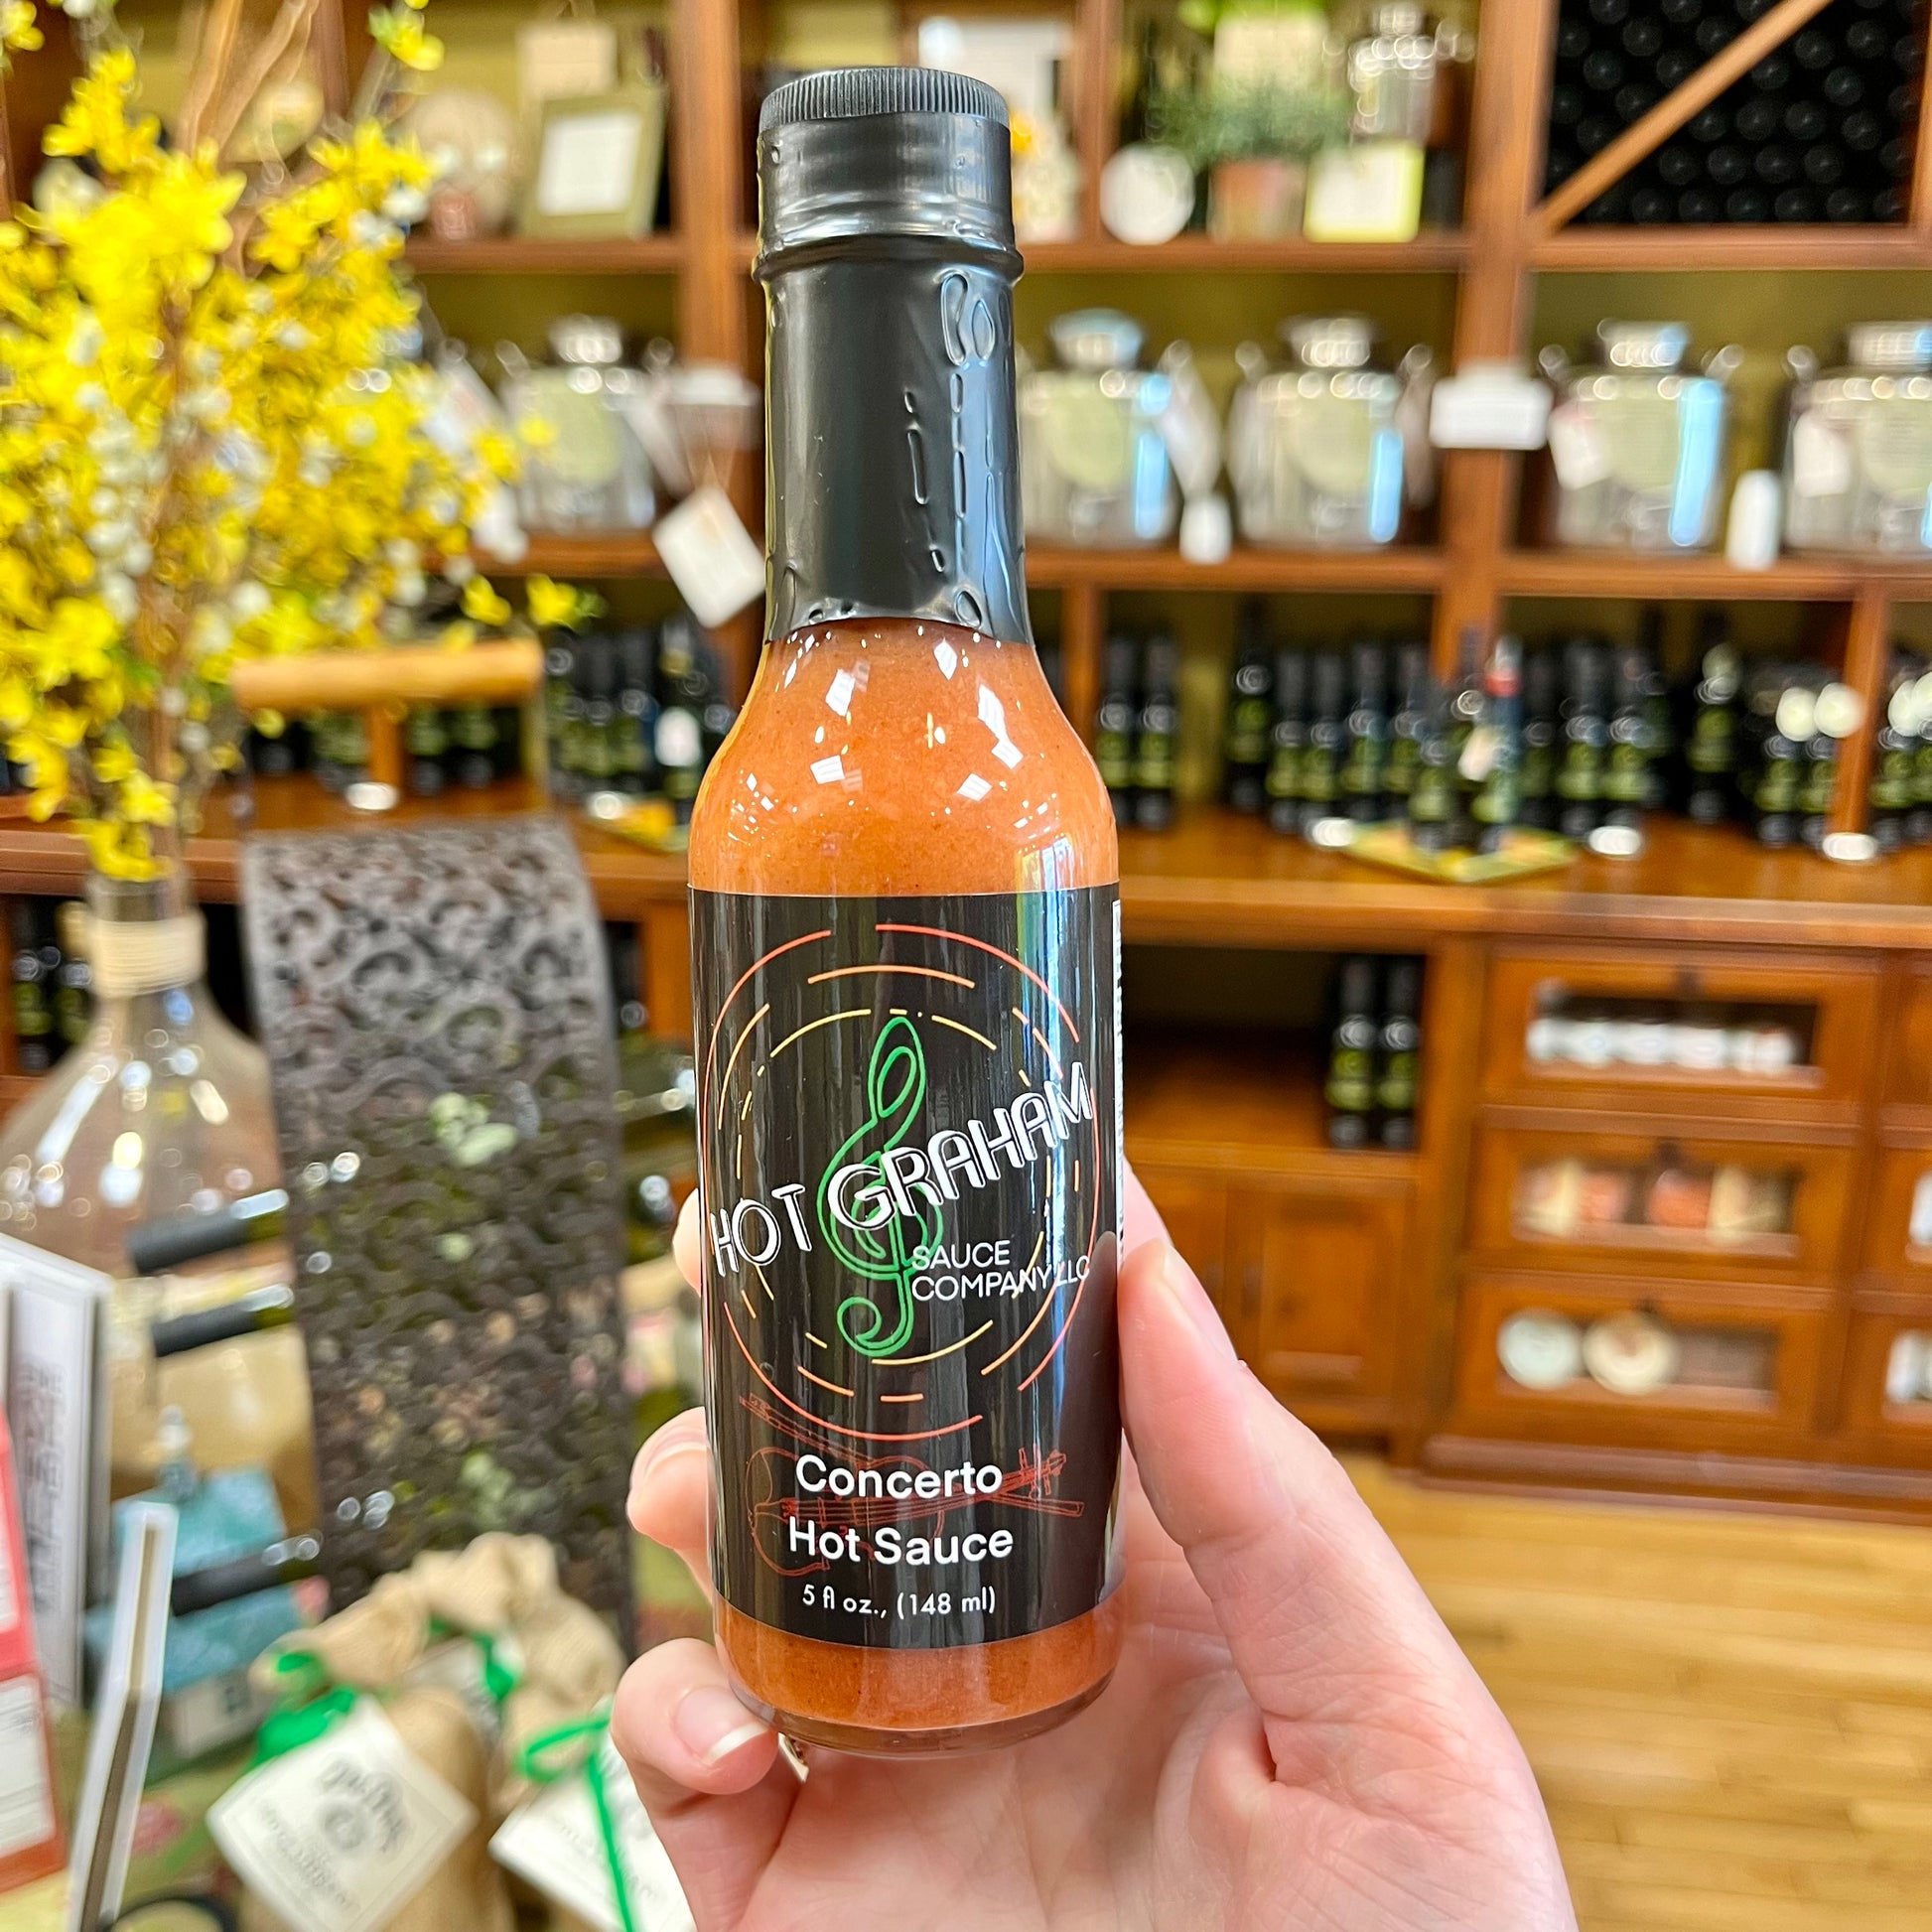 HOT GRAHAM
SAUCE
COMPANY LLC
Concerto
Hot Sauce
5 fl oz., (148 ml)